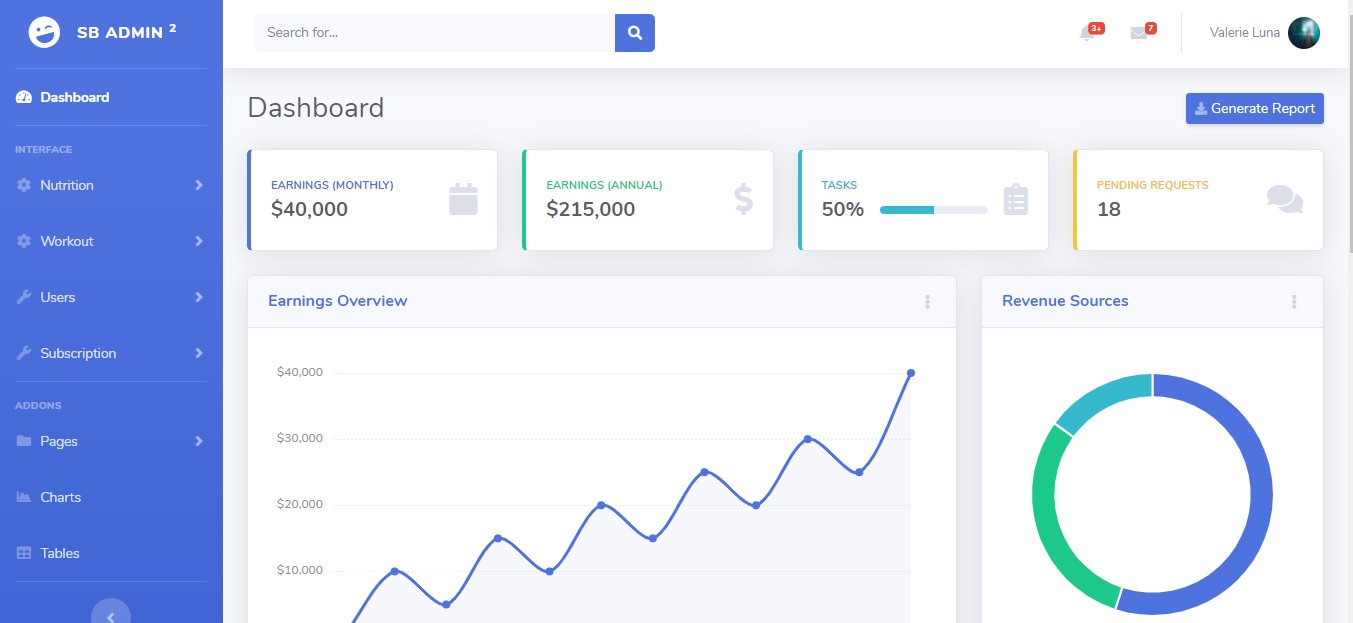 SB ADMIN 2
Search for...
3+
7
Valerie Luna
Dashboard
INTERFACE
Nutrition
Workout
Users
Subscription
ADDONS
Pages
Charts
Tables
Dashboard
Generate Report
EARNINGS (MONTHLY)
$40,000
EARNINGS (ANNUAL)
$215,000
TASKS
50%
PENDING REQUESTS
18
Earnings Overview
$40,000
$30,000
$20,000
$10,000
Revenue Sources